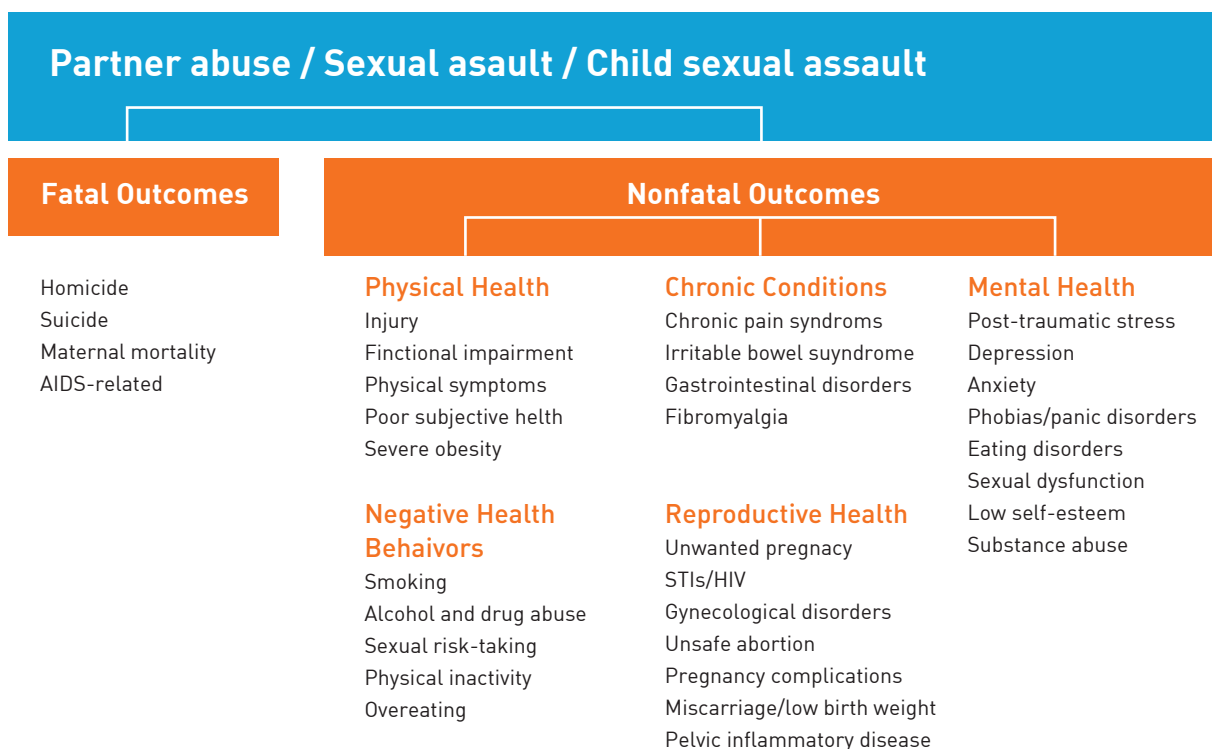 Partner abuse / Sexual asault / Child sexual assault
Fatal Outcomes
Homicide
Suicide
Maternal mortality
AIDS-related
Nonfatal Outcomes
Physical Health
Injury
Finctional impairment
Physical symptoms
Poor subjective helth
Severe obesity
Negative Health
Behaivors
Smoking
Alcohol and drug abuse
Sexual risk-taking
Physical inactivity
Overeating
Chronic Conditions
Chronic pain syndroms
Irritable bowel suyndrome
Gastrointestinal disorders
Fibromyalgia
Reproductive Health
Unwanted pregnacy
STIs/HIV
Gynecological disorders
Unsafe abortion
Pregnancy complications
Miscarriage/low birth weight
Pelvic inflammatory disease
Mental Health
Post-traumatic stress
Depression
Anxiety
Phobias/panic disorders
Eating disorders
Sexual dysfunction
Low self-esteem
Substance abuse